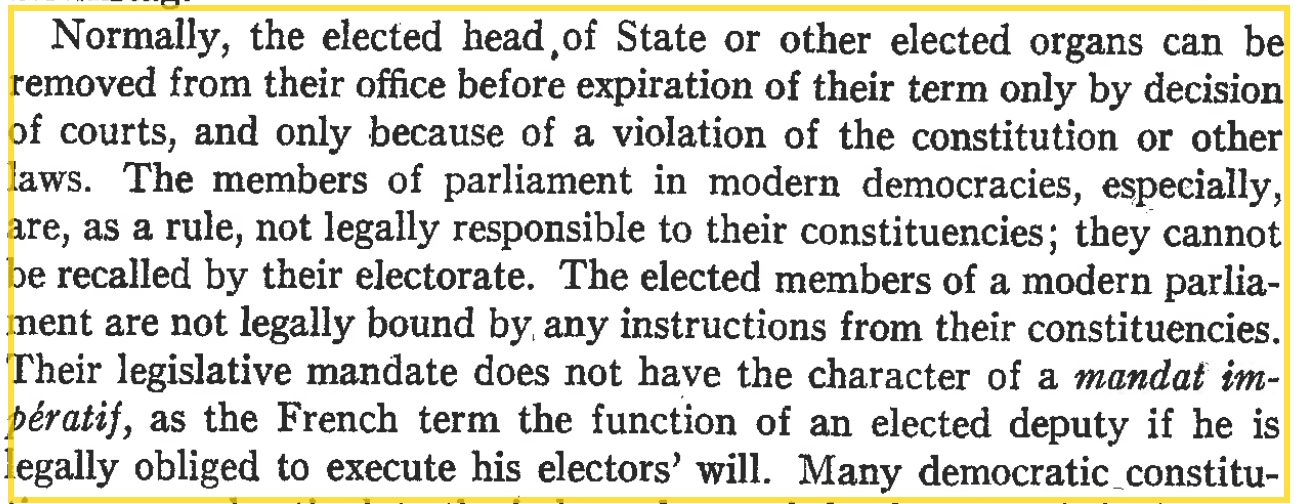 Normally, the elected head of State or other elected organs can be
removed from their office before expiration of their term only by decision
of courts, and only because of a violation of the constitution or other
laws. The members of parliament in modern democracies, especially,
are, as a rule, not legally responsible to their constituencies; they cannot
be recalled by their electorate. The elected members of a modern parlia-
ment are not legally bound by any instructions from their constituencies.
Their legislative mandate does not have the character of a mandat im-
pératif, as the French term the function of an elected deputy if he is
legally obliged to execute his electors' will. Many democratic constitu-